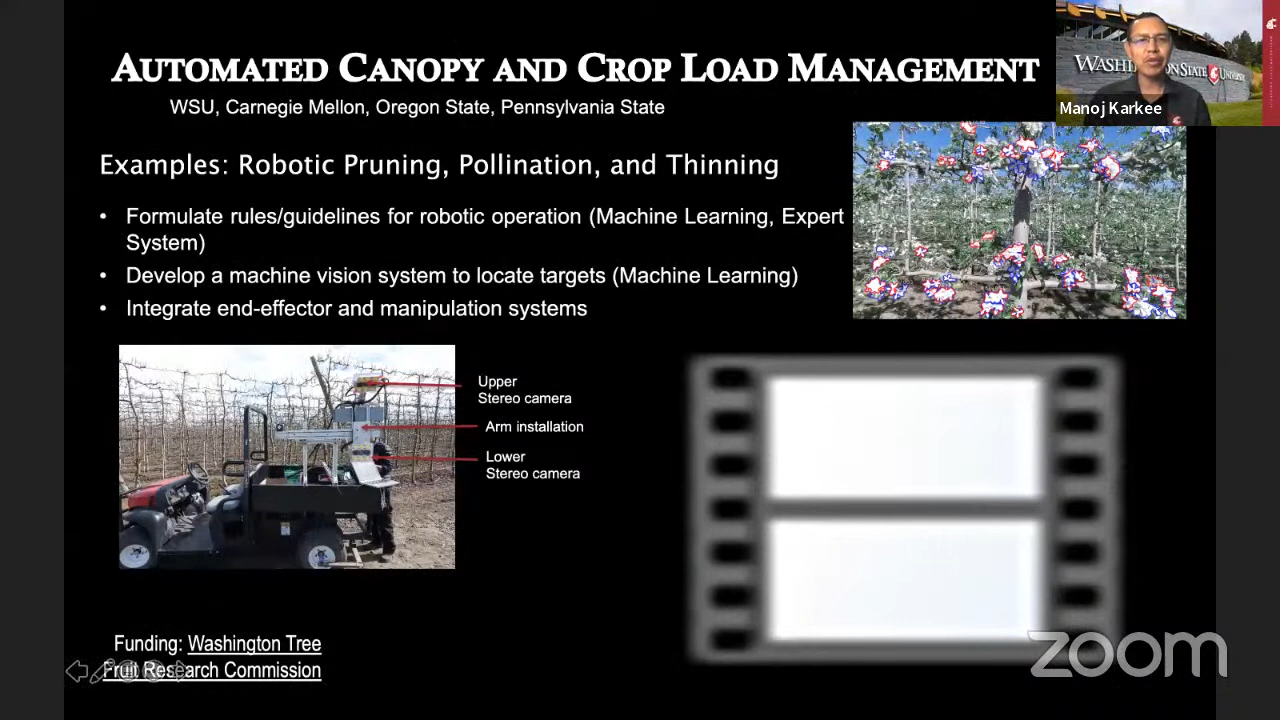 AUTOMATED CANOPY AND CROP LOAD MANAGEMENT
WSU, Carnegie Mellon, Oregon State, Pennsylvania State
WASHINGTON STATE UNIVERSITY
Manoj Karkee
Examples: Robotic Pruning, Pollination, and Thinning
• Formulate rules/guidelines for robotic operation (Machine Learning, Expert
System)
• Develop a machine vision system to locate targets (Machine Learning)
• Integrate end-effector and manipulation systems
Upper
Stereo camera
Arm installation
Lower
Stereo camera
Funding: Washington Tree
Fruit Research Commission
zoom